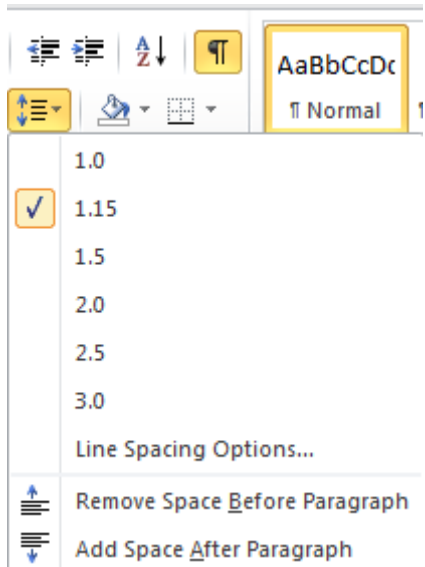 A
Z
¶
AaBbCcDc
¶ Normal
1.0
1.15
1.5
2.0
2.5
3.0
Line Spacing Options...
Remove Space Before Paragraph
Add Space After Paragraph